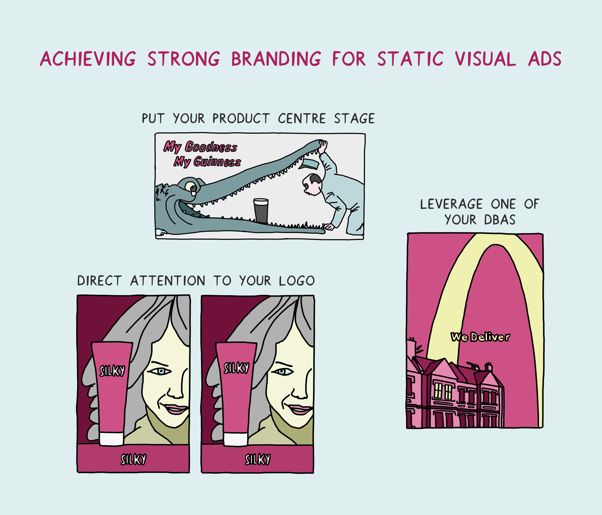 ACHIEVING STRONG BRANDING FOR STATIC VISUAL ADS
PUT YOUR PRODUCT CENTRE STAGE
My Goodness
My Guinness
LEVERAGE ONE OF
YOUR DBAS
We Deliver
DIRECT ATTENTION TO YOUR LOGO
SILKY
SILKY
SILKY
SILKY